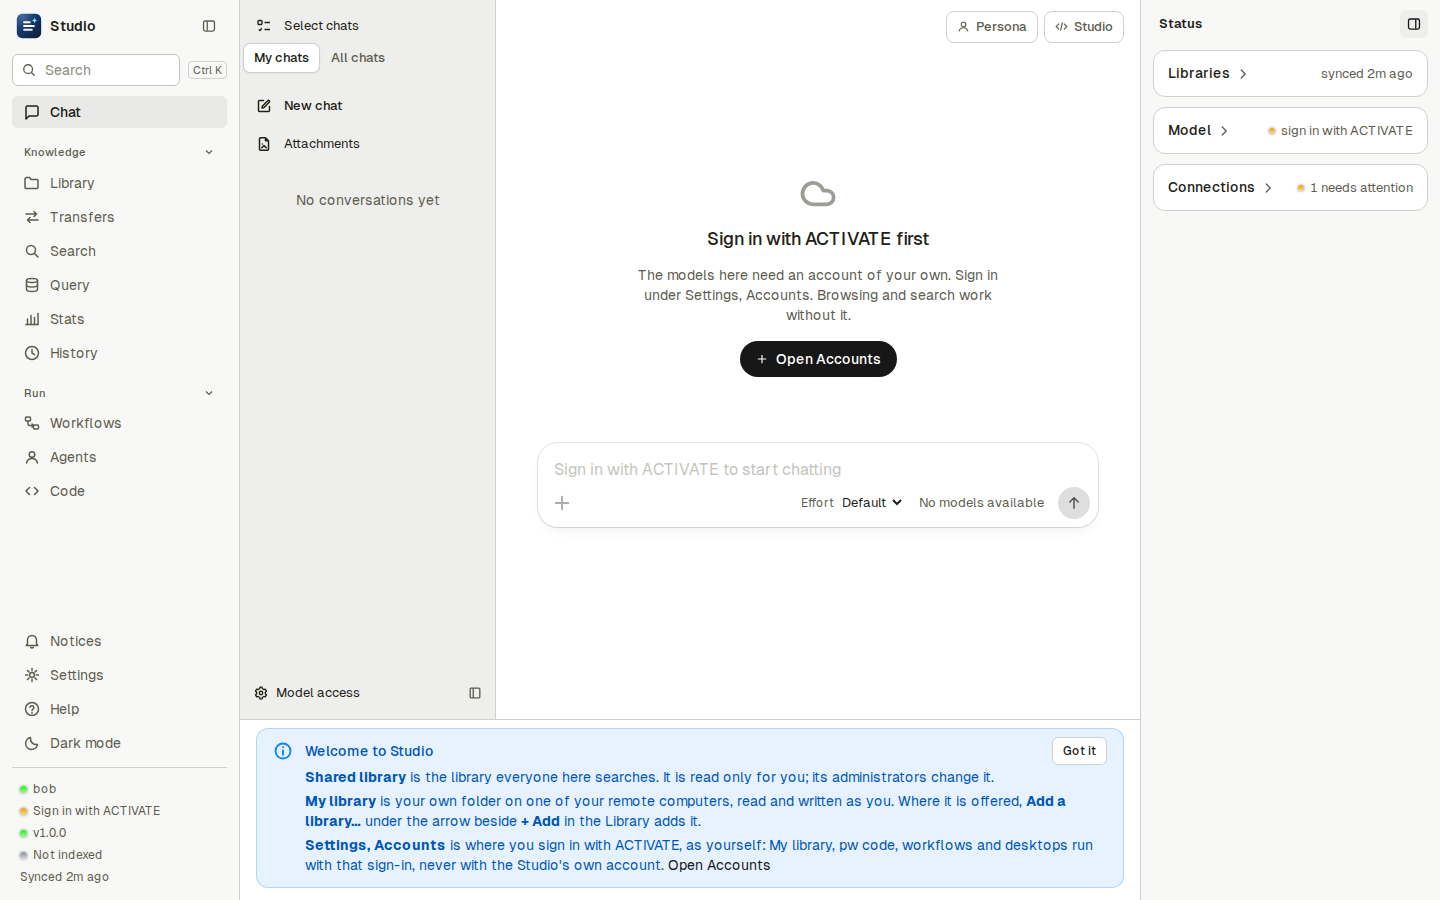 Studio
Search
Ctrl K
Chat
Knowledge
Library
Transfers
Search
Query
Stats
History
Run
Workflows
Agents
Code
Notices
Settings
Help
Dark mode
bob
Sign in with ACTIVATE
v1.0.0
Not indexed
Synced 2m ago
Select chats
My chats
All chats
New chat
Attachments
No conversations yet
Model access
Persona
Studio
Sign in with ACTIVATE first
The models here need an account of your own. Sign in
under Settings, Accounts. Browsing and search work
without it.
Open Accounts
Sign in with ACTIVATE to start chatting
Effort Default
No models available
Welcome to Studio
Got it
Shared library is the library everyone here searches. It is read only for you; its administrators change it.
My library is your own folder on one of your remote computers, read and written as you. Where it is offered, Add a
library... under the arrow beside + Add in the Library adds it.
Settings, Accounts is where you sign in with ACTIVATE, as yourself: My library, pw code, workflows and desktops run
with that sign-in, never with the Studio's own account. Open Accounts
Status
Libraries
synced 2m ago
Model
sign in with ACTIVATE
Connections
1 needs attention